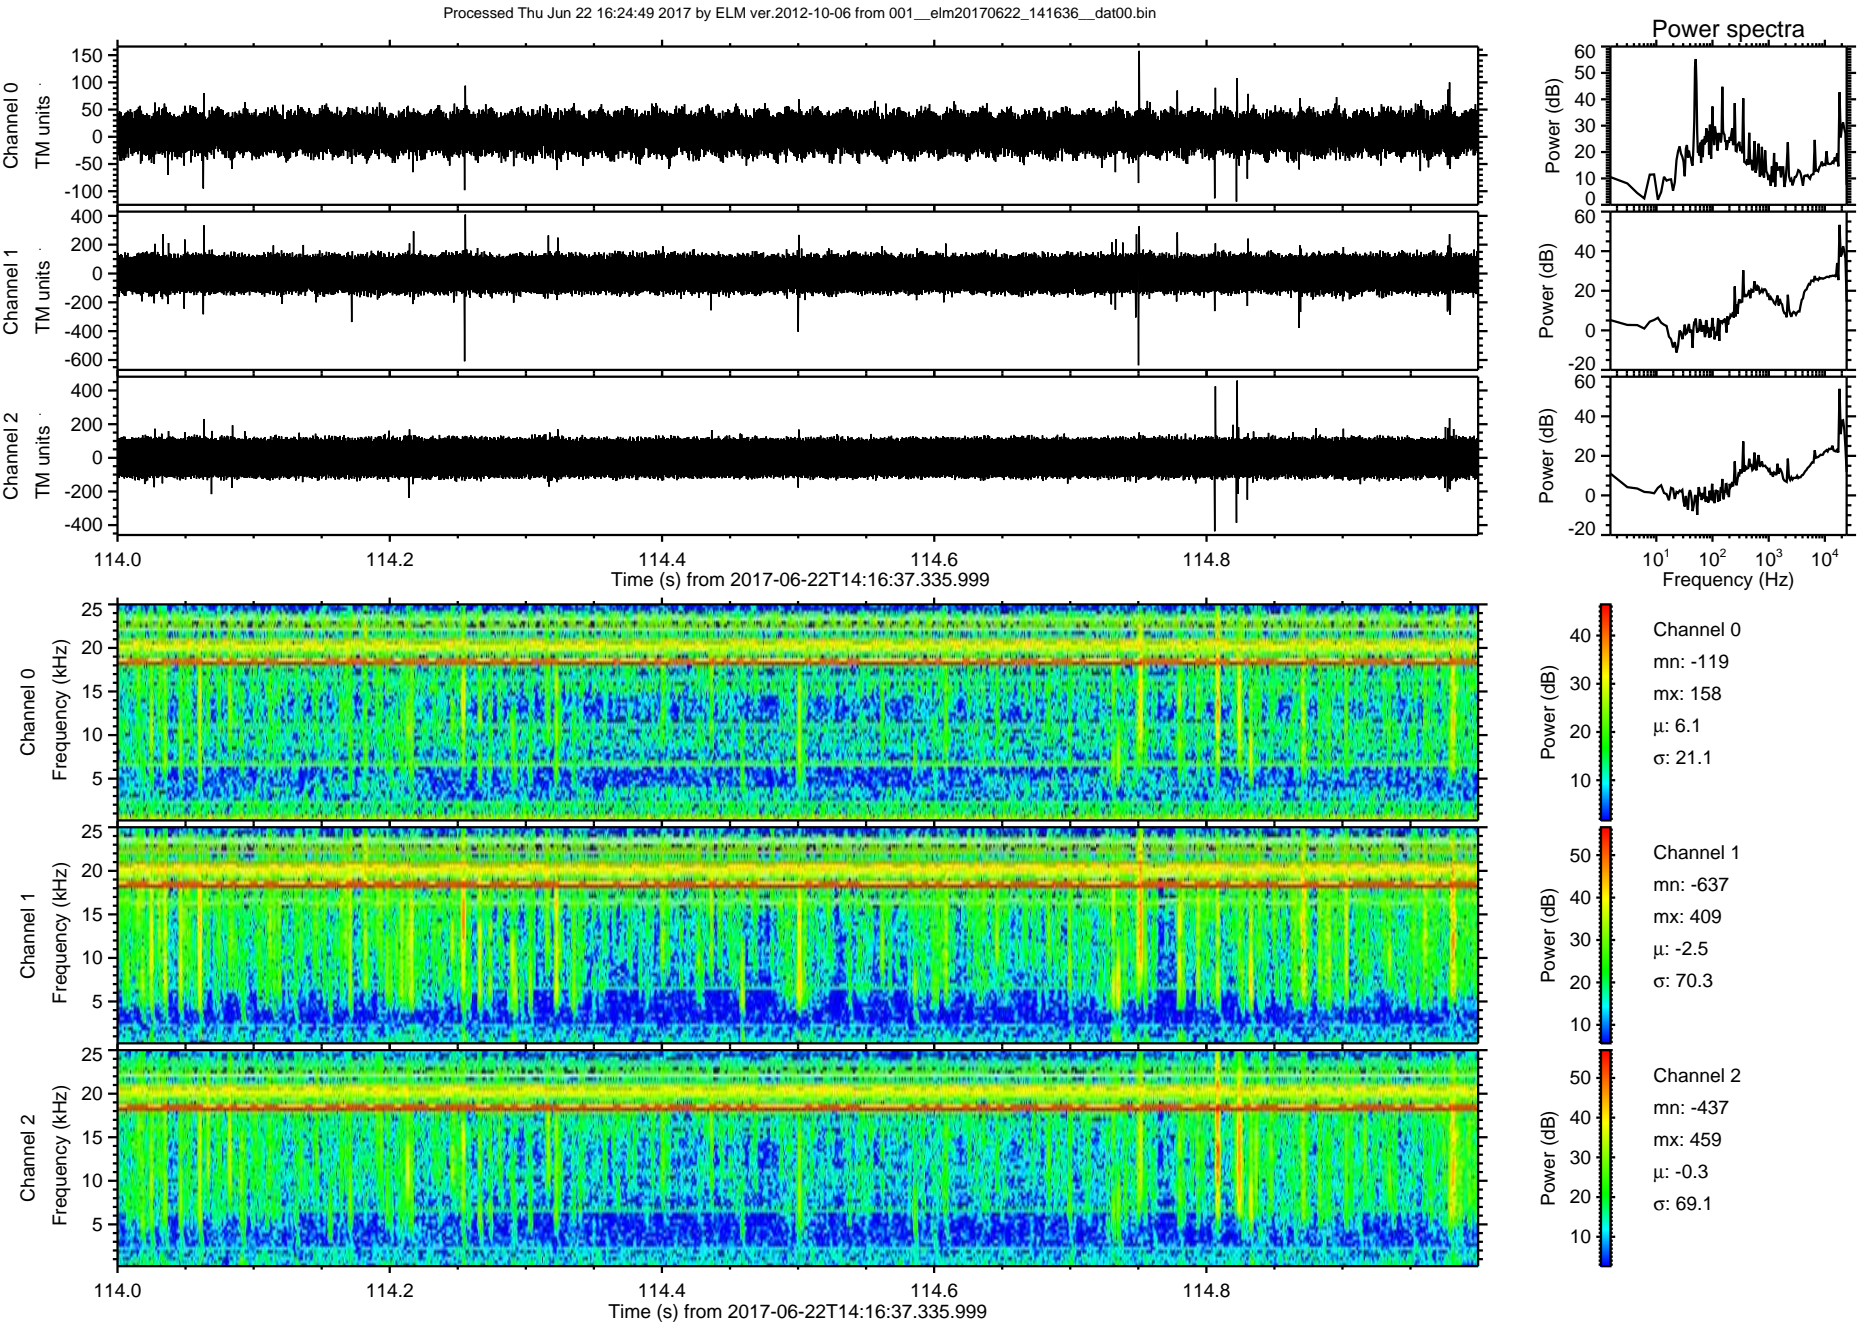 Processed Thu Jun 22 16:24:49 2017 by ELM ver.2012-10-06 from 001__elm20170622_141636__dat00.bin
Power spectra
Channel 0
TM units
150
100
50
0
-50
-100
Power (dB)
60
50
40
30
20
10
0
Channel 1
TM units
400
200
0
-200
-400
-600
Power (dB)
60
40
20
0
-20
Channel 2
TM units
400
200
0
-200
-400
Power (dB)
60
40
20
0
-20
114.0 114.2 114.4 114.6 114.8
Time (s) from 2017-06-22T14:16:37.335.999
10^1 10^2 10^3 10^4
Frequency (Hz)
Channel 0
Frequency (kHz)
25
20
15
10
5
Power (dB)
40
30
20
10
Channel 0
mn: -119
mx: 158
μ: 6.1
σ: 21.1
Channel 1
Frequency (kHz)
25
20
15
10
5
Power (dB)
50
40
30
20
10
Channel 1
mn: -637
mx: 409
μ: -2.5
σ: 70.3
Channel 2
Frequency (kHz)
25
20
15
10
5
Power (dB)
50
40
30
20
10
Channel 2
mn: -437
mx: 459
μ: -0.3
σ: 69.1
114.0 114.2 114.4 114.6 114.8
Time (s) from 2017-06-22T14:16:37.335.999